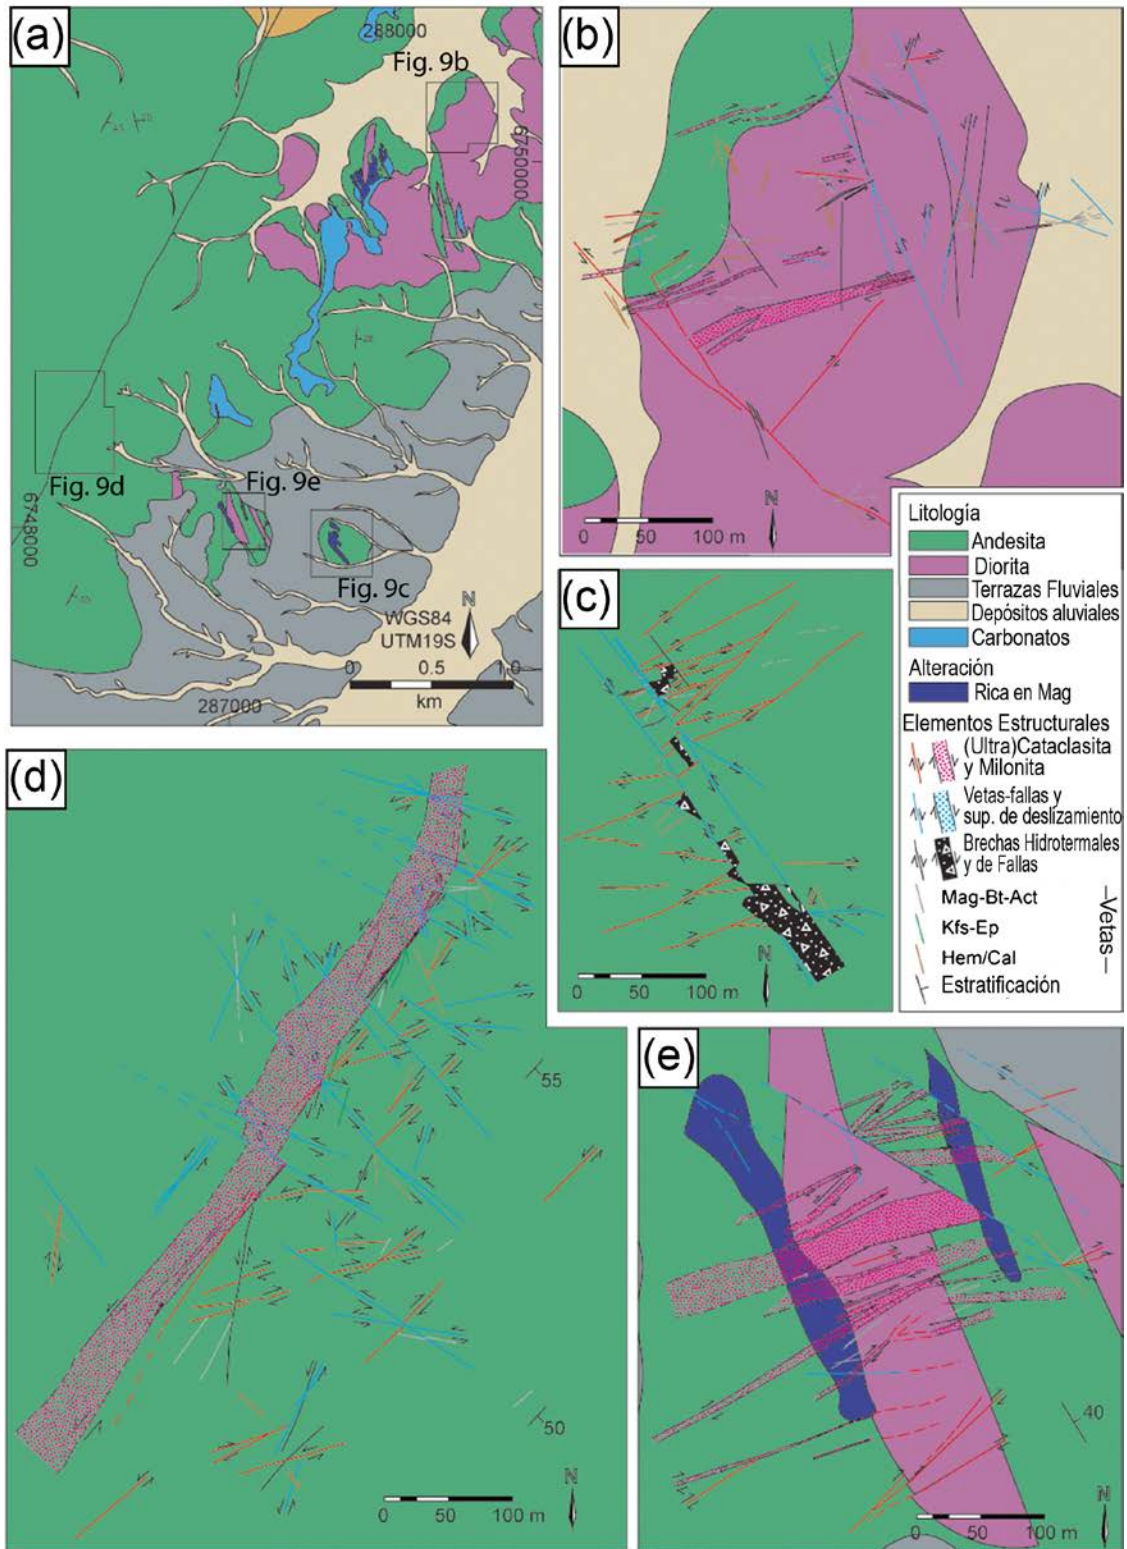 (a)
288000
Fig. 9b
6750000
Fig. 9d
Fig. 9e
6748000
Fig. 9c
N
WGS84
UTM19S
0 0.5 1.0
km
287000
(b)
N
0 50 100 m
Litología
Andesita
Diorita
Terrazas Fluviales
Depósitos aluviales
Carbonatos
Alteración
Rica en Mag
Elementos Estructurales
(Ultra)Cataclasita
y Milonita
Vetas-fallas y
sup. de deslizamiento
Brechas Hidrotermales
y de Fallas
Mag-Bt-Act
Kfs-Ep
Hem/Cal
—Vetas—
Estratificación
(c)
N
0 50 100 m
(d)
55
50
N
0 50 100 m
(e)
40
N
0 50 100 m